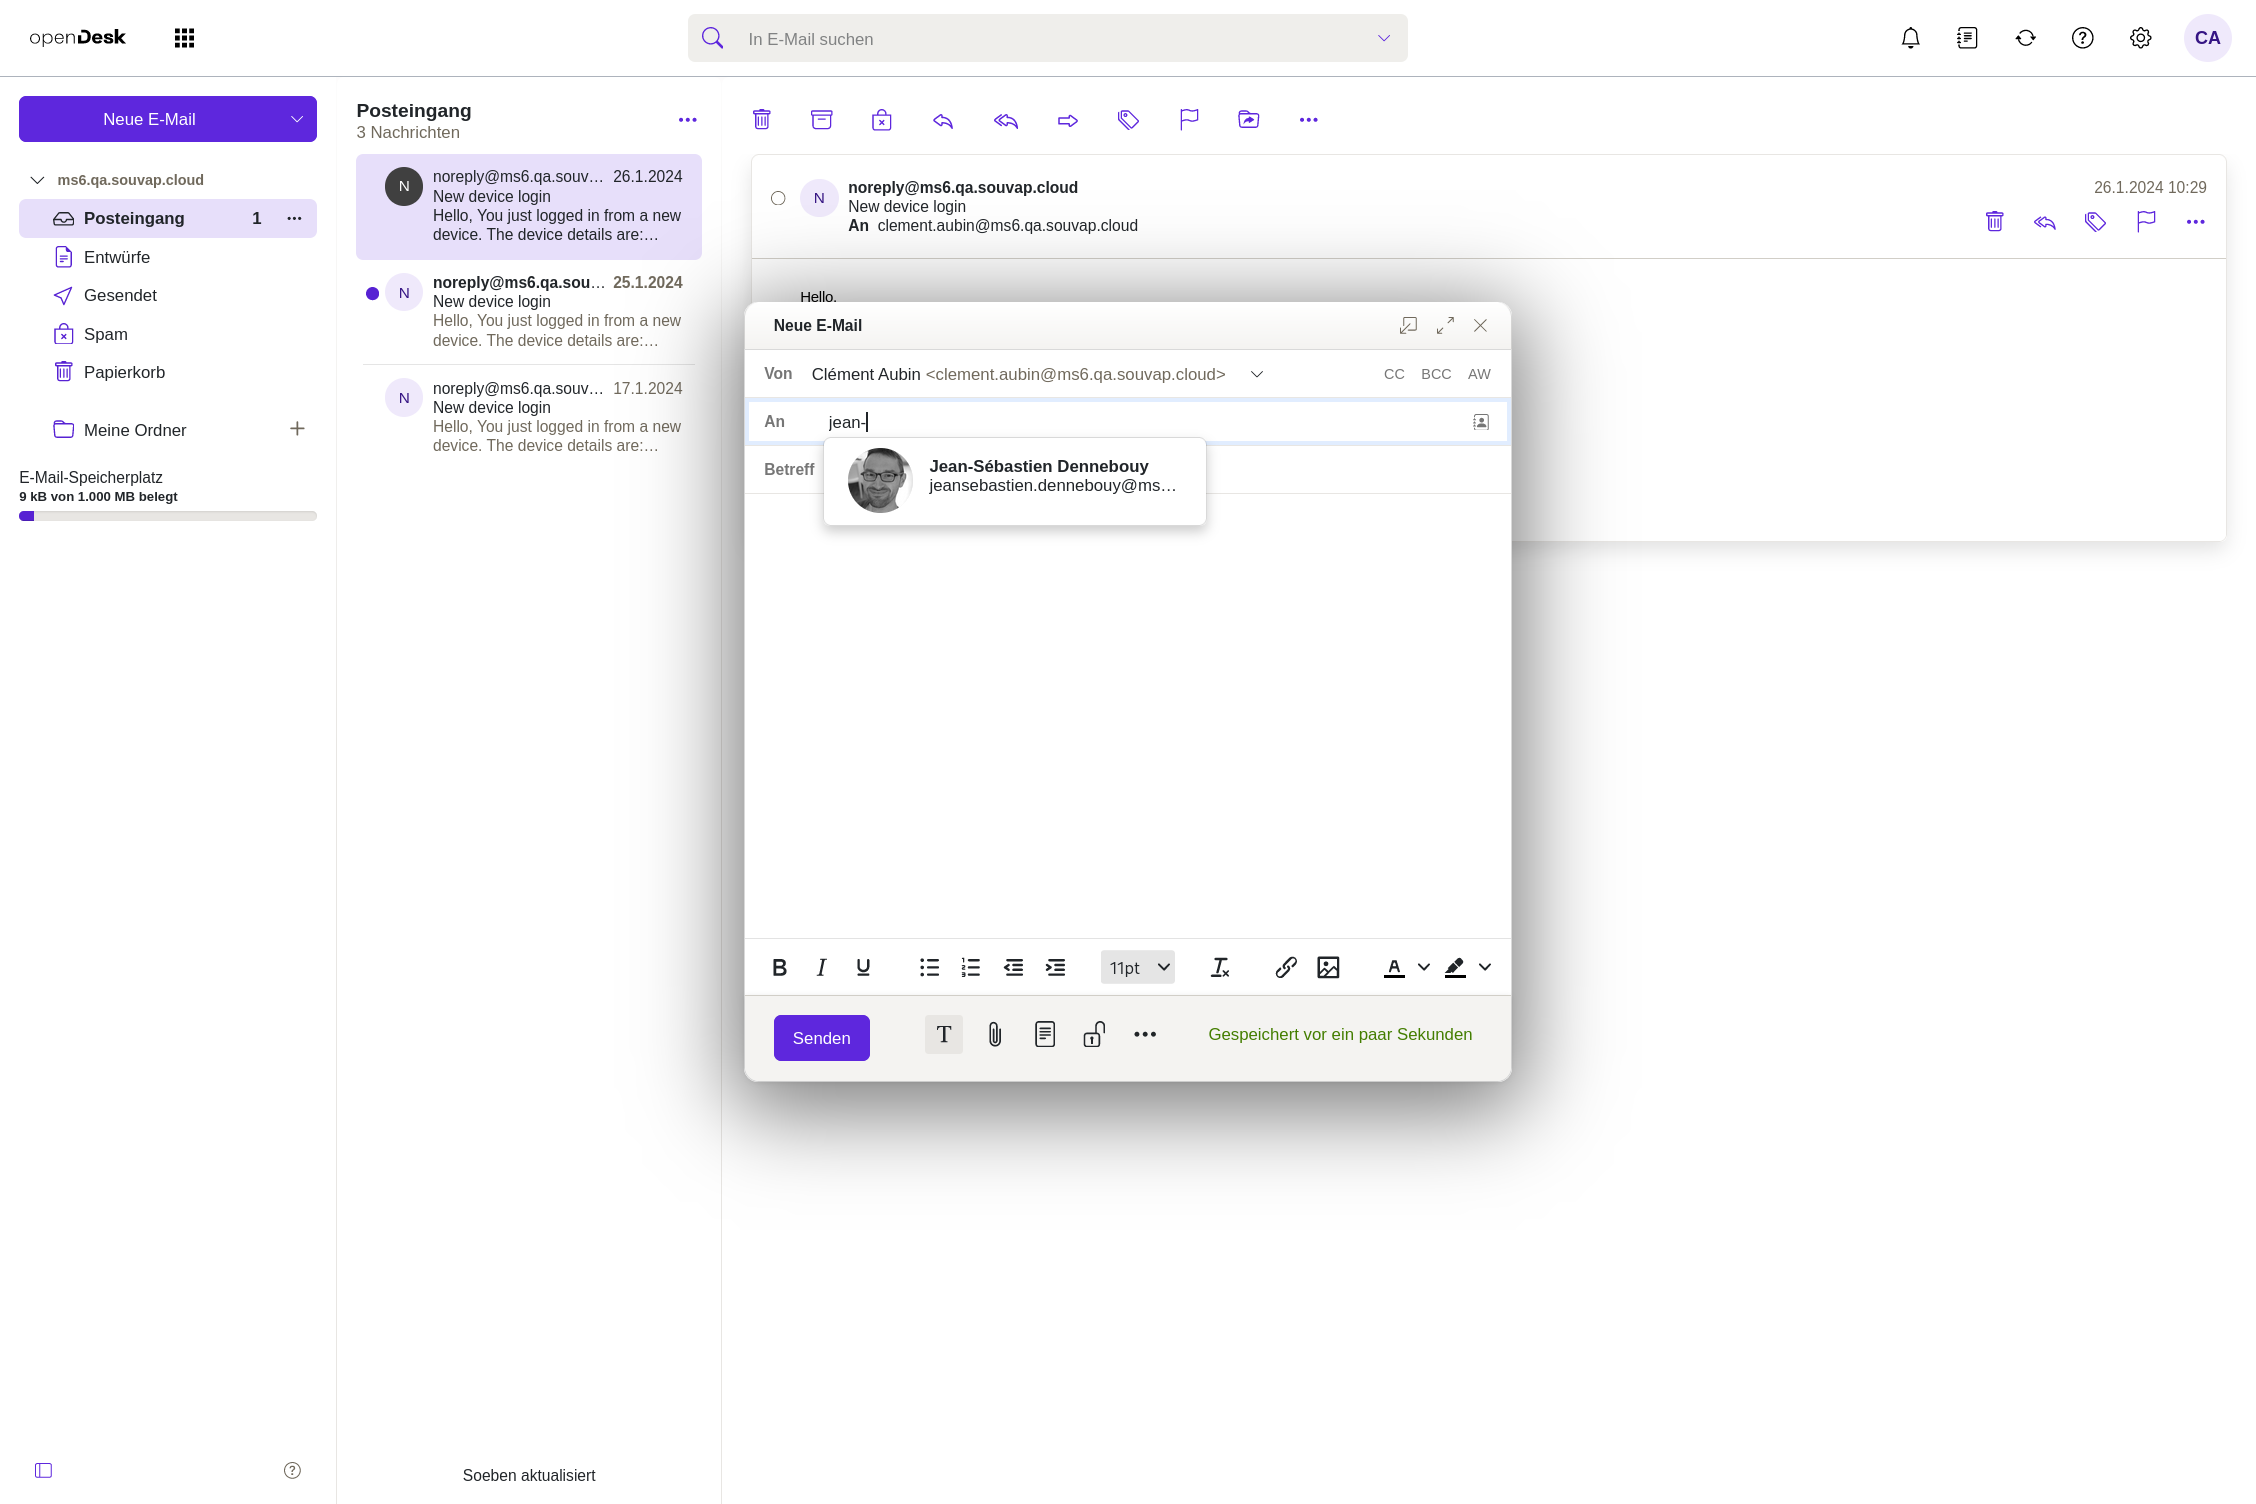 openDesk
In E-Mail suchen
CA
Neue E-Mail
ms6.qa.souvap.cloud
Posteingang 1
Entwürfe
Gesendet
Spam
Papierkorb
Meine Ordner
E-Mail-Speicherplatz
9 kB von 1.000 MB belegt
Posteingang
3 Nachrichten
N
noreply@ms6.qa.souv… 26.1.2024
New device login
Hello, You just logged in from a new
device. The device details are:…
N
noreply@ms6.qa.sou… 25.1.2024
New device login
Hello, You just logged in from a new
device. The device details are:…
N
noreply@ms6.qa.souv… 17.1.2024
New device login
Hello, You just logged in from a new
device. The device details are:…
Soeben aktualisiert
N
noreply@ms6.qa.souvap.cloud
26.1.2024 10:29
New device login
An clement.aubin@ms6.qa.souvap.cloud
Hello,
Neue E-Mail
Von Clément Aubin <clement.aubin@ms6.qa.souvap.cloud> CC BCC AW
An jean-
Jean-Sébastien Dennebouy
jeansebastien.dennebouy@ms…
Betreff
11pt
Senden
Gespeichert vor ein paar Sekunden